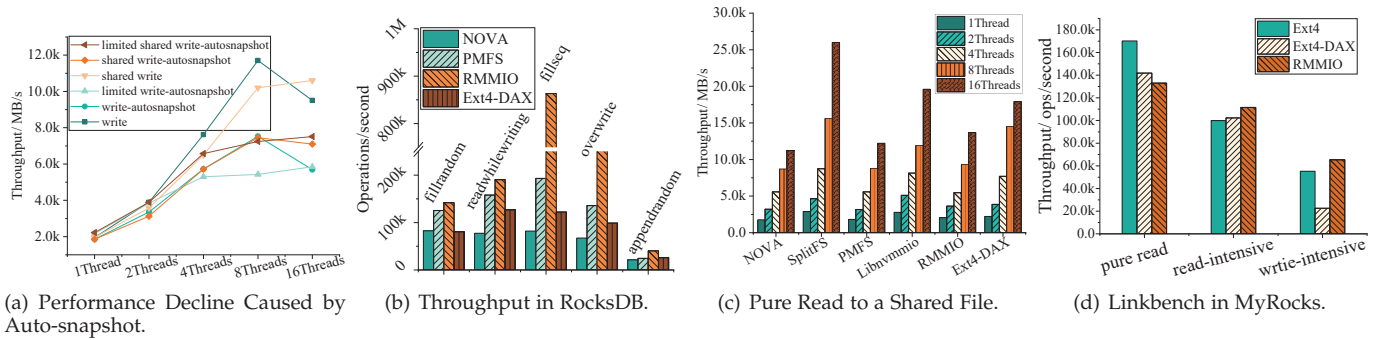 12.0k
10.0k
8.0k
6.0k
4.0k
2.0k
Throughput/ MB/s
limited shared write-autosnapshot
shared write-autosnapshot
shared write
limited write-autosnapshot
write-autosnapshot
write
1Thread
2Threads
4Threads
8Threads
16Threads
(a) Performance Decline Caused by
Auto-snapshot.
1M
900k
800k
200k
100k
0
Operations/second
NOVA
PMFS
RMMIO
Ext4-DAX
fillrandom
readwhilewriting
fillseq
overwrite
appendrandom
(b) Throughput in RocksDB.
30.0k
25.0k
20.0k
15.0k
10.0k
5.0k
0.0
Throughput/ MB/s
1Thread
2Threads
4Threads
8Threads
16Threads
NOVA
SplitFS
PMFS
Libnvmmio
RMMIO
Ext4-DAX
(c) Pure Read to a Shared File.
180.0k
160.0k
140.0k
120.0k
100.0k
80.0k
60.0k
40.0k
20.0k
0.0
Throughput/ ops/second
Ext4
Ext4-DAX
RMMIO
pure read
read-intensive
wrtie-intensive
(d) Linkbench in MyRocks.